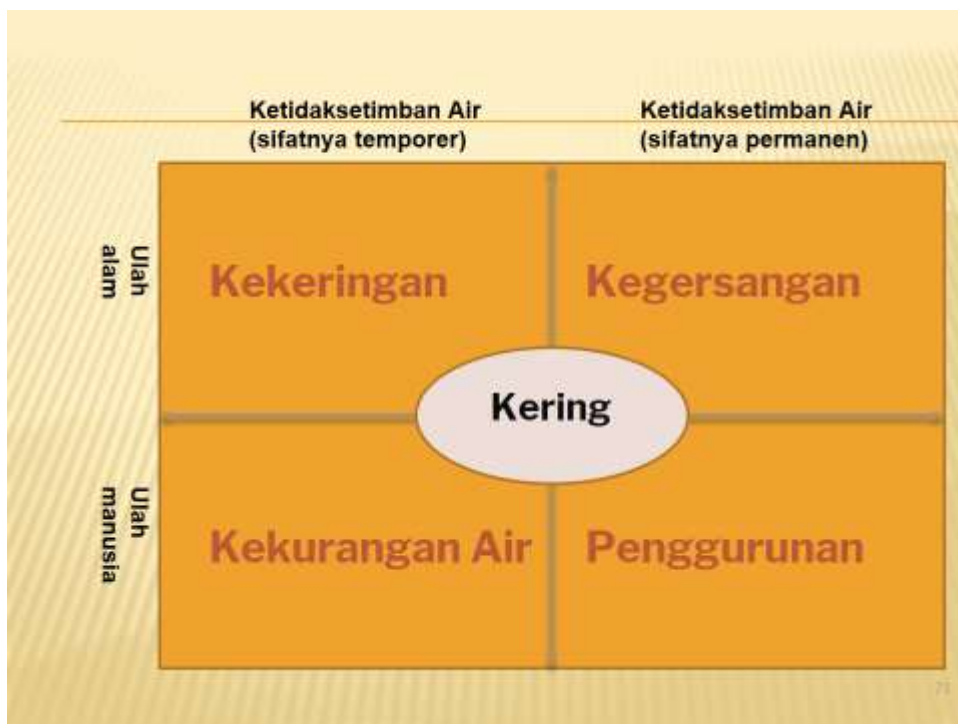 Ketidaksetimban Air
(sifatnya temporer)
Ketidaksetimban Air
(sifatnya permanen)
Ulah
alam
Kekeringan
Kegersangan
Kering
Ulah
manusia
Kekurangan Air
Penggurunan